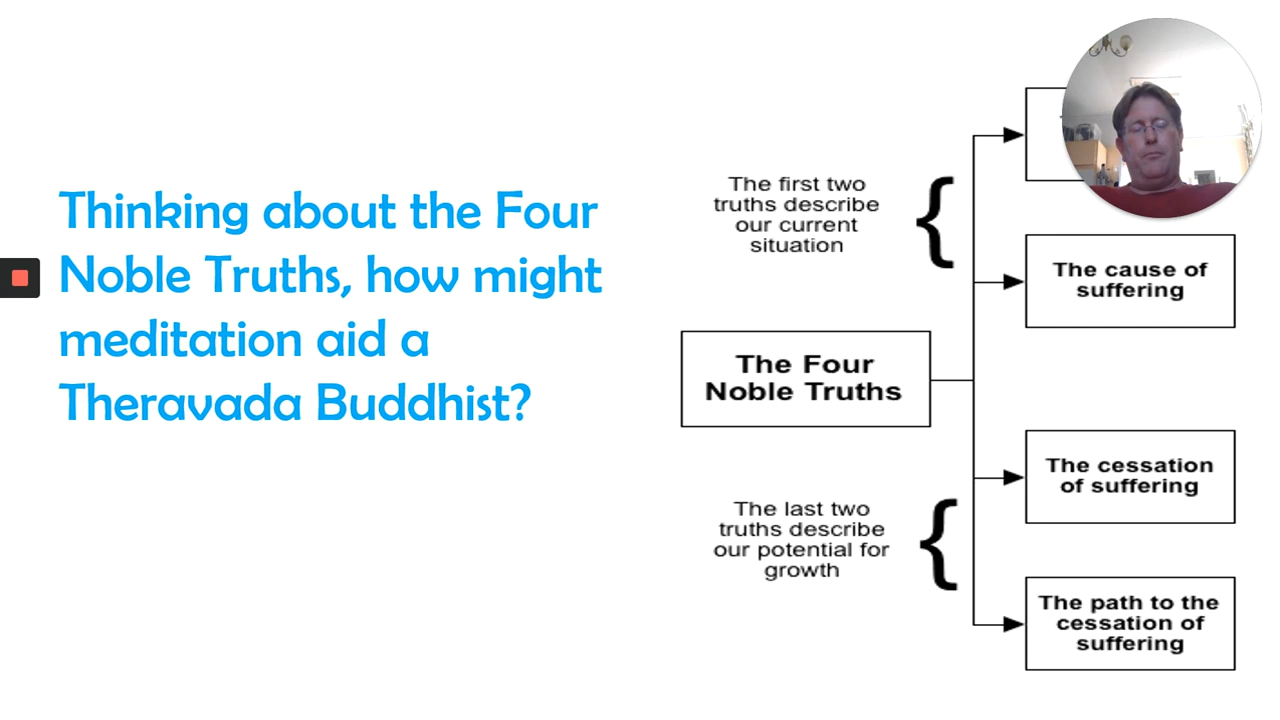 Thinking about the Four
Noble Truths, how might
meditation aid a
Theravada Buddhist?
The first two
truths describe
our current
situation
The cause of
suffering
The Four
Noble Truths
The cessation
of suffering
The last two
truths describe
our potential for
growth
The path to the
cessation of
suffering